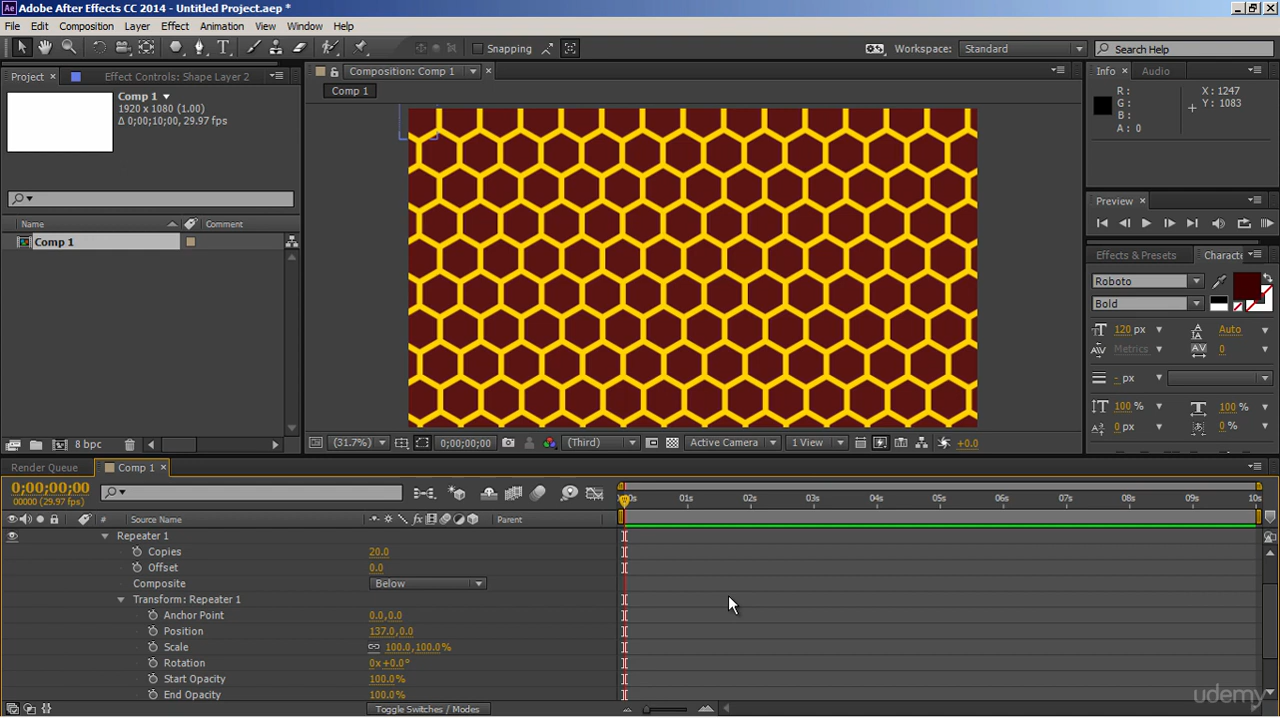 Adobe After Effects CC 2014 - Untitled Project.aep *
File Edit Composition Layer Effect Animation View Window Help
Snapping
Workspace: Standard
Search Help
Project Effect Controls: Shape Layer 2
Composition: Comp 1
Info Audio
Comp 1
1920 x 1080 (1.00)
Δ 0;00;10;00, 29.97 fps
Comp 1
R :
G :
B :
A : 0
X : 1247
Y : 1083
Preview
Name Comment
Comp 1
Effects & Presets Characte
Roboto
Bold
120 px Auto
Metrics 0
- px
100 % 100 %
0 px 0 %
8 bpc
(31.7%) 0;00;00;00 (Third) Active Camera 1 View +0.0
Render Queue Comp 1
0;00;00;00
00000 (29.97 fps)
01s 02s 03s 04s 05s 06s 07s 08s 09s 10s
# Source Name Parent
Repeater 1
Copies 20.0
Offset 0.0
Composite Below
Transform: Repeater 1
Anchor Point 0.0,0.0
Position 137.0,0.0
Scale 100.0,100.0%
Rotation 0x+0.0°
Start Opacity 100.0%
End Opacity 100.0%
Toggle Switches / Modes
udemy